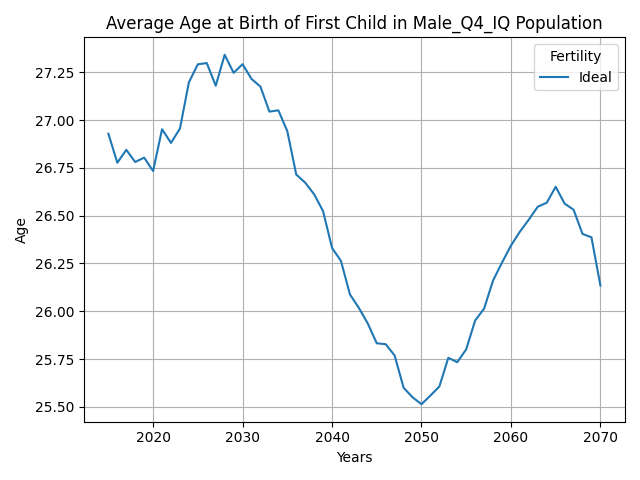 Average Age at Birth of First Child in Male_Q4_IQ Population
Fertility
Ideal
27.25
27.00
26.75
26.50
26.25
26.00
25.75
25.50
Age
2020 2030 2040 2050 2060 2070
Years